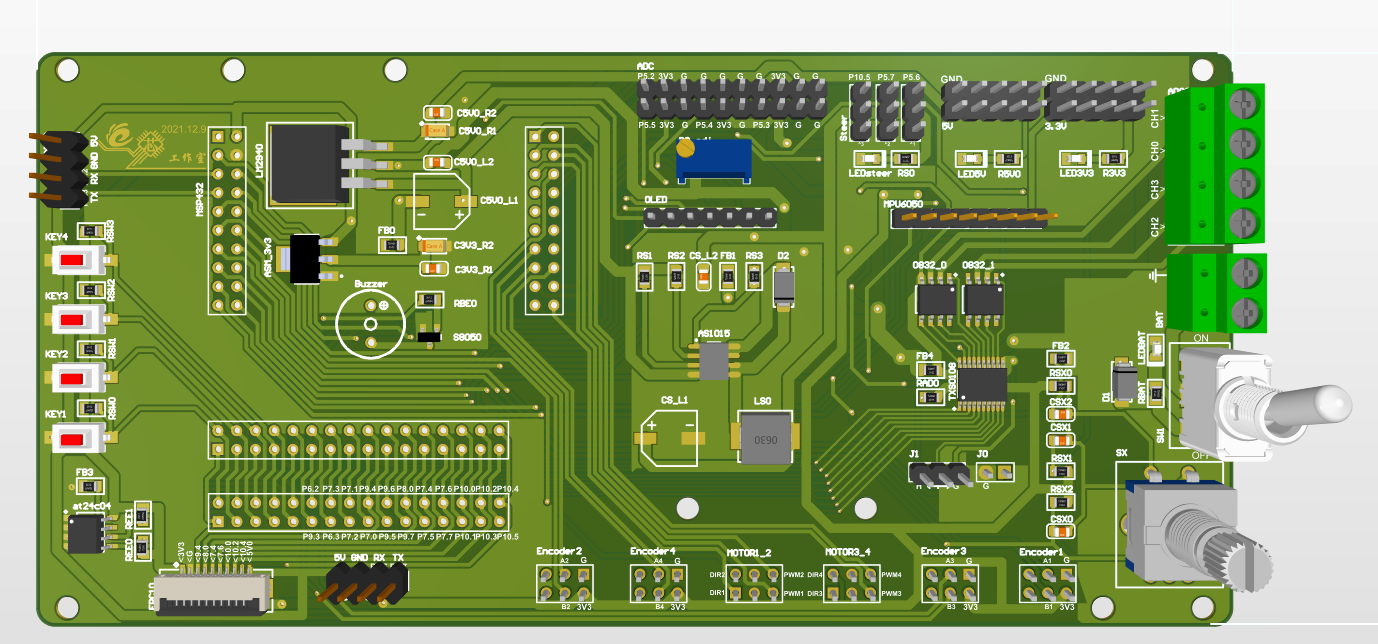 ADC
P5.2 3V3 G G G G G 3V3 G G
P5.5 3V3 G P5.4 3V3 G P5.3 3V3 G G
P10.5 P5.7 P5.6
Steer
GND
GND
5V
3.3V
CH1
CH0
CH3
CH2
2021.12.9
工作室
5V
GND
RX
TX
LM2940
MSP432
C5V0_R2
C5V0_R1
C5V0_L2
C5V0_L1
LEDsteer RS0
LED5V R5V0
LED3V3 R3V3
OLED
MPU6050
KEY4
RSW3
ASM_3v3
FB0
C3V3_R2
C3V3_R1
RS1 RS2 CS_L2 FB1 RS3 D2
0832_0 0832_1
KEY3
RSW2
Buzzer
RBE0
S8050
AS1015
BAT
LEDBAT
ON
KEY2
RSW1
FB4
RAD0
TXS0108
FB2
RSX0
D1
RBAT
KEY1
RSW0
CS_L1
LS0
0630
CSX2
CSX1
SW1
OFF
J1
J0
G
RSX1
SX
FB3
P6.2 P7.3 P7.1 P9.4 P9.6 P8.0 P7.4 P7.6 P10.0 P10.2 P10.4
RSX2
at24c04
REE1
REE0
P9.3 P6.3 P7.2 P7.0 P9.5 P9.7 P7.5 P7.7 P10.1 P10.3 P10.5
CSX0
5V GND RX TX
Encoder2
Encoder4
MOTOR1_2
MOTOR3_4
Encoder3
Encoder1
A2 G
A4 G
A3 G
A1 G
DIR2 PWM2
DIR4 PWM4
DIR1 PWM1
DIR3 PWM3
B2 3V3
B4 3V3
B3 3V3
B1 3V3